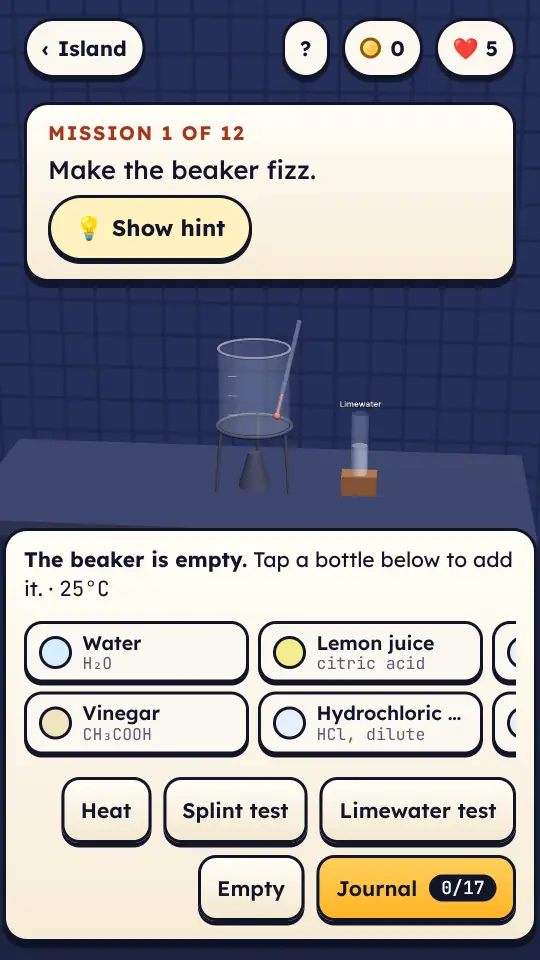 ‹ Island
?
0
5
MISSION 1 OF 12
Make the beaker fizz.
Show hint
Limewater
The beaker is empty. Tap a bottle below to add
it. · 25°C
Water
H₂O
Lemon juice
citric acid
Vinegar
CH₃COOH
Hydrochloric …
HCl, dilute
Heat
Splint test
Limewater test
Empty
Journal 0/17